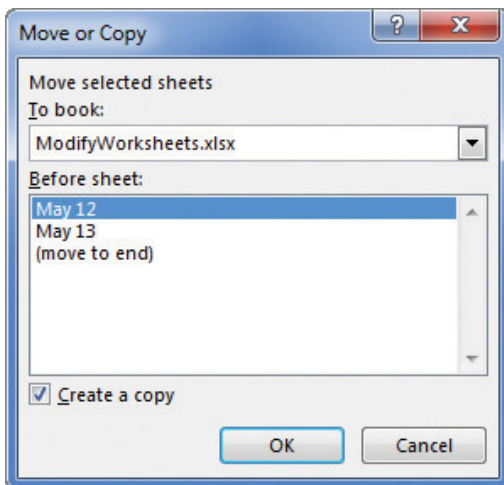 Move or Copy
Move selected sheets
To book:
ModifyWorksheets.xlsx
Before sheet:
May 12
May 13
(move to end)
Create a copy
OK Cancel